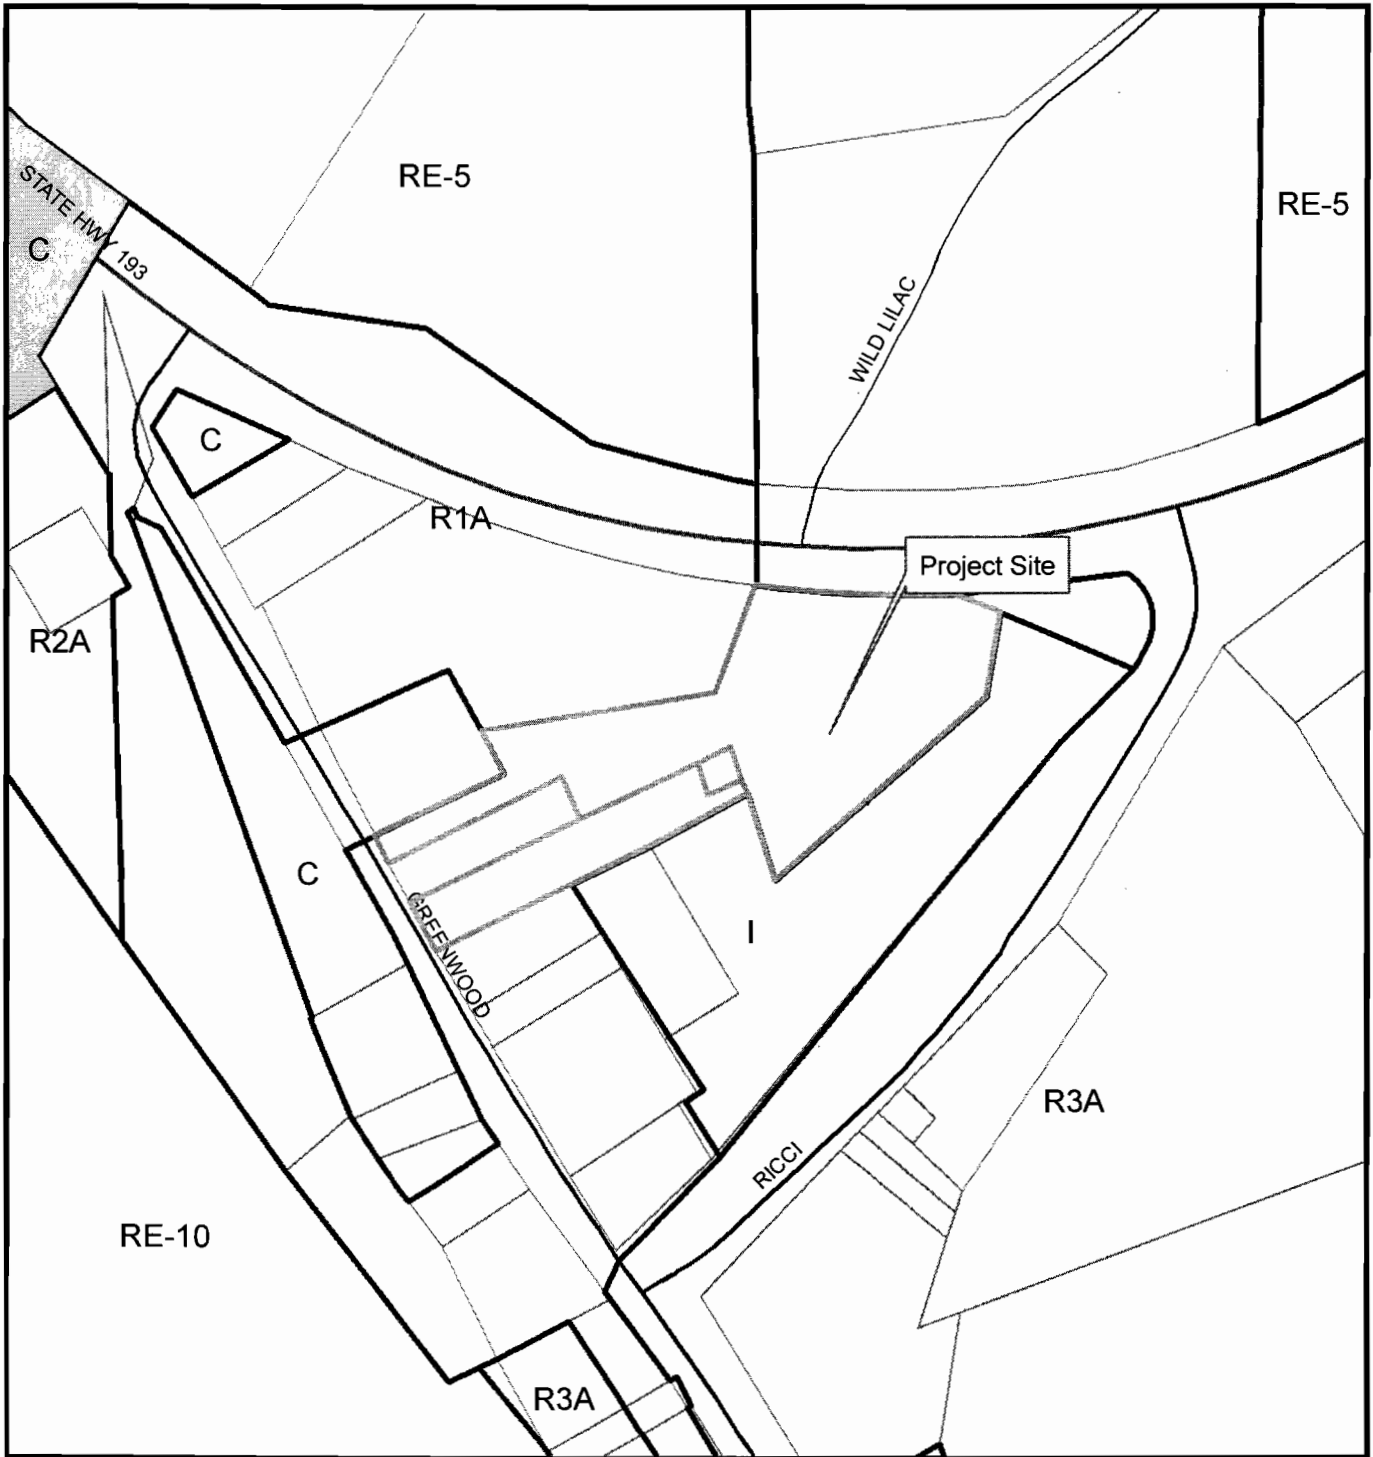 RE-5
RE-5
STATE HWY 193
C
WILD LILAC
C
R1A
Project Site
R2A
C
GREENWOOD
I
R3A
RICCI
RE-10
R3A